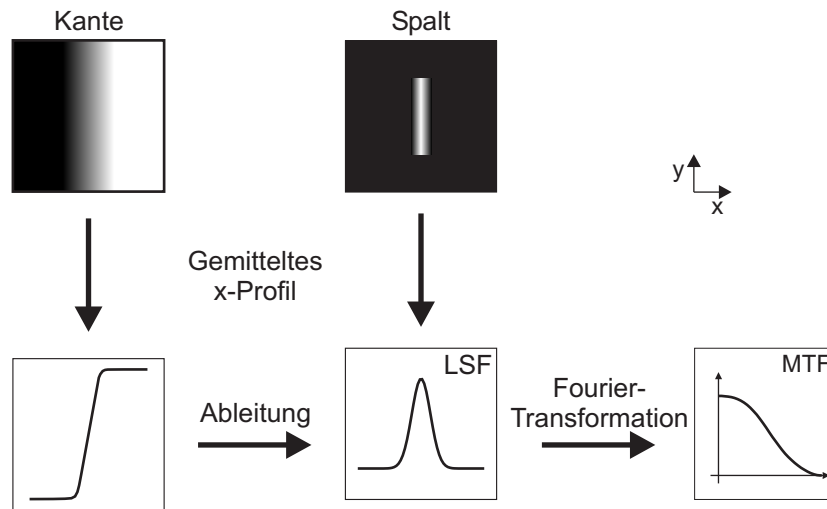 Kante
Spalt
y
x
Gemitteltes
x-Profil
LSF
MTF
Ableitung
Fourier-
Transformation